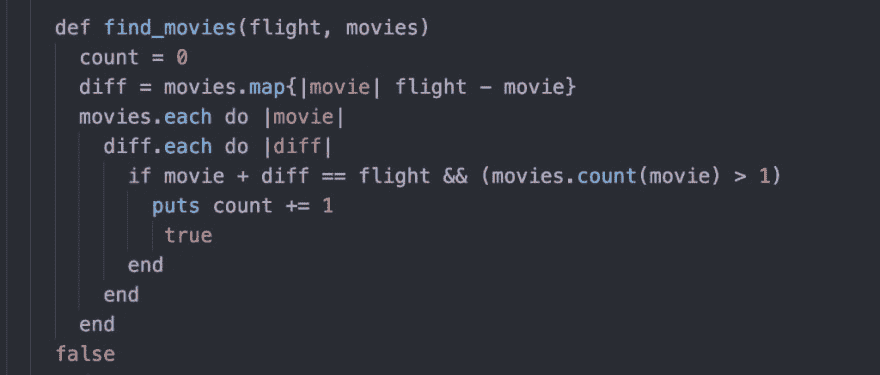 def find_movies(flight, movies)
  count = 0
  diff = movies.map{|movie| flight - movie}
  movies.each do |movie|
    diff.each do |diff|
      if movie + diff == flight && (movies.count(movie) > 1)
        puts count += 1
         true
      end
    end
  end
false